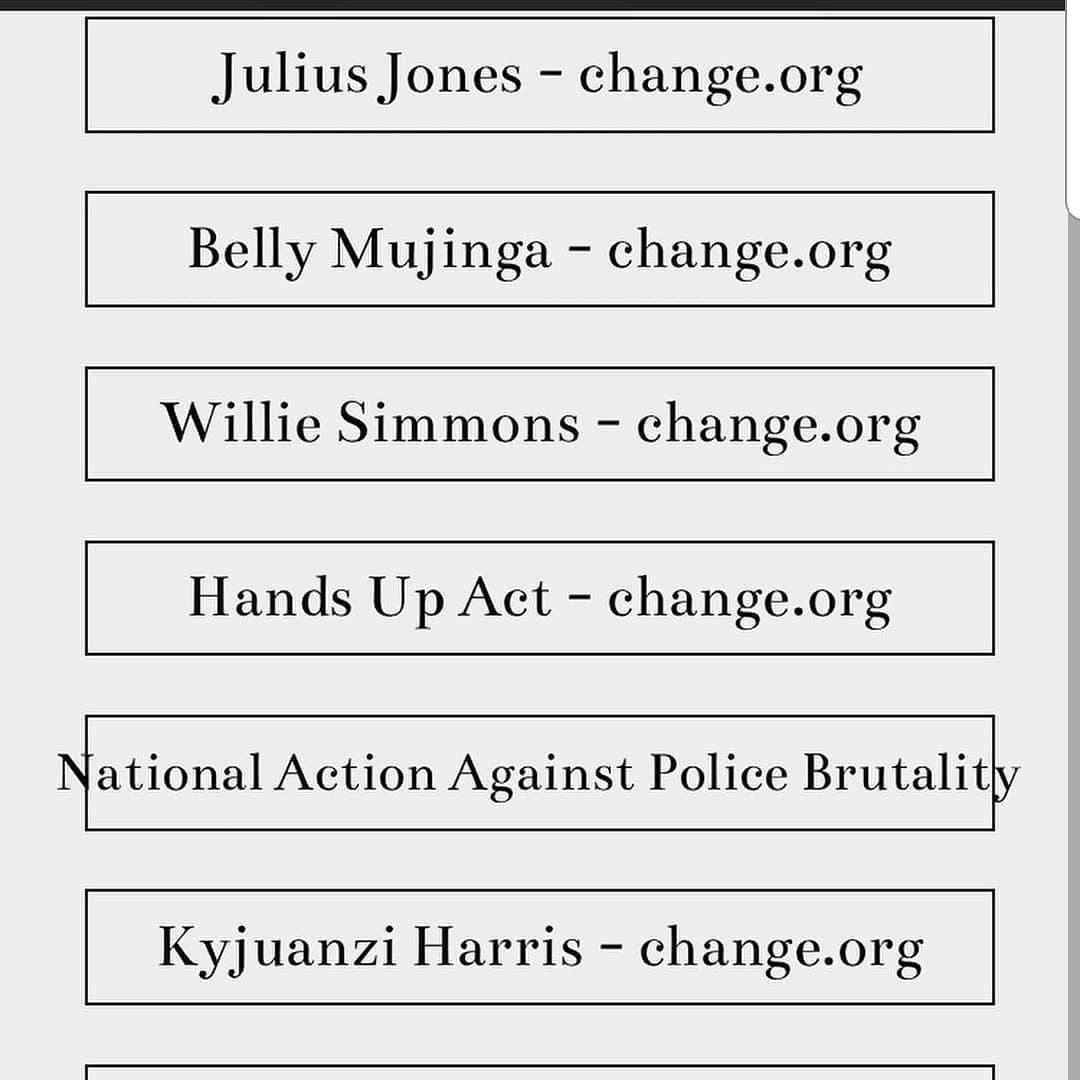 Julius Jones - change.org
Belly Mujinga - change.org
Willie Simmons - change.org
Hands Up Act - change.org
National Action Against Police Brutality
Kyjuanzi Harris - change.org